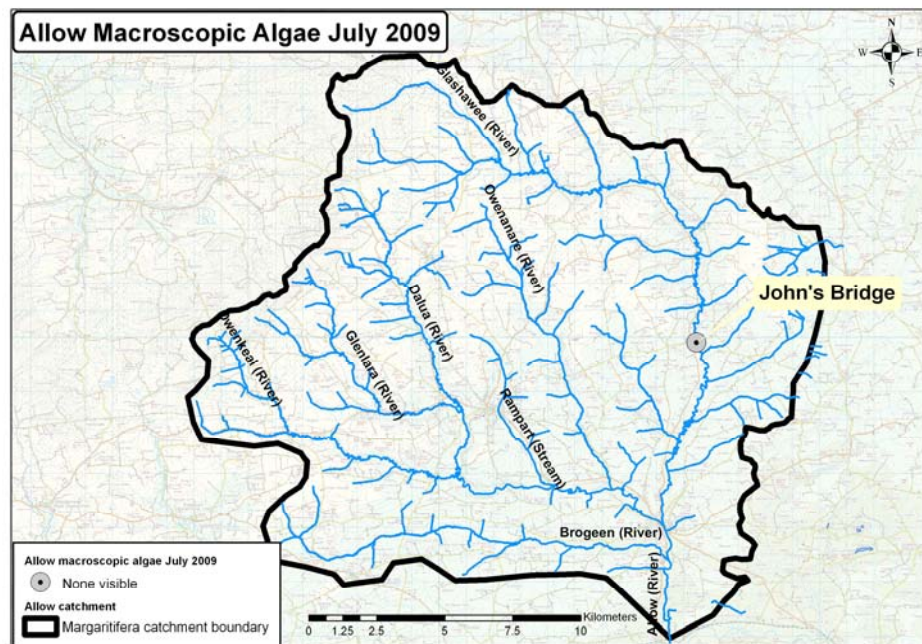 Allow Macroscopic Algae July 2009
N
W E
S
Glashawee (River)
Owenanare (River)
John's Bridge
Dalua (River)
Owenkeal (River)
Glenlara (River)
Rampart (Stream)
Brogeen (River)
Allow (River)
Allow macroscopic algae July 2009
None visible
Allow catchment
Margaritifera catchment boundary
Kilometers
0 1.25 2.5 5 7.5 10